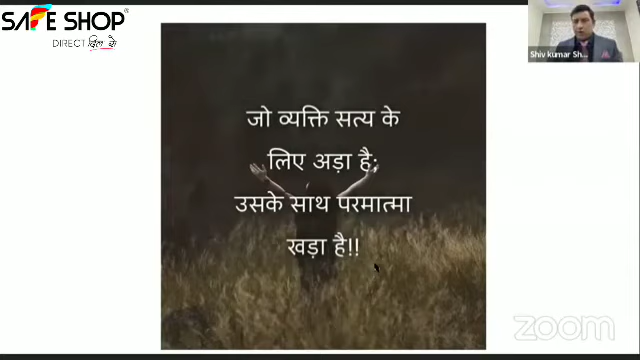 SAFE SHOP®
DIRECT दिल से
Shiv kumar Sh...
जो व्यक्ति सत्य के
लिए अड़ा है;
उसके साथ परमात्मा
खड़ा है!!
zoom